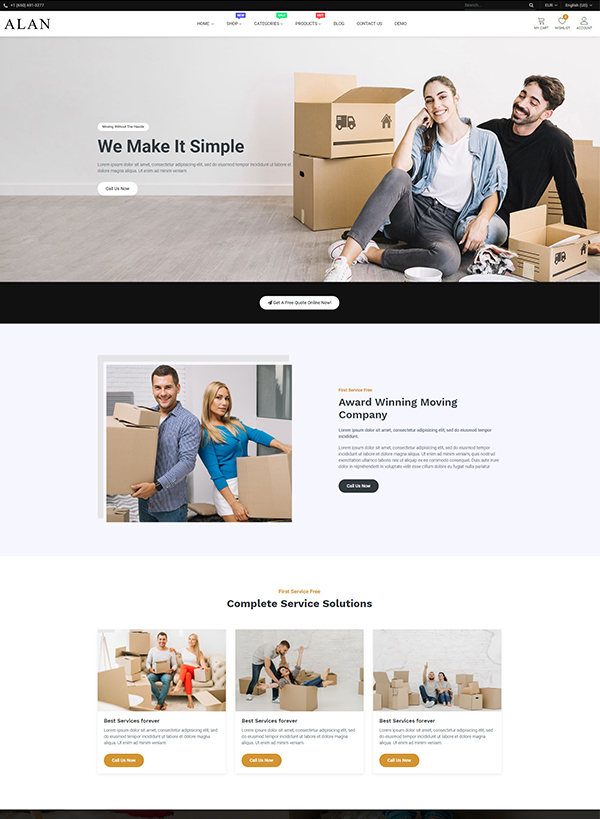 +1 (650) 691-3277
Search...
EUR
English (US)
ALAN
HOME
SHOP
CATEGORIES
PRODUCTS
BLOG
CONTACT US
DEMO
MY CART
WISHLIST
ACCOUNT
Moving Without The Hassle
We Make It Simple
Lorem ipsum dolor sit amet, consectetur adipisicing elit, sed do eiusmod tempor incididunt ut labore et
dolore magna aliqua. Ut enim ad minim veniam
Call Us Now
Get A Free Quote Online Now!
First Service Free
Award Winning Moving
Company
Lorem ipsum dolor sit amet, consectetur adipisicing elit, sed do eiusmod tempor
incididunt
Lorem ipsum dolor sit amet, consectetur adipisicing elit, sed do eiusmod tempor
incididunt ut labore et dolore magna aliqua. Ut enim ad minim veniam, quis nostrud
exercitation ullamco laboris nisi ut aliquip ex ea commodo consequat. Duis aute irure
dolor in reprehenderit in voluptate velit esse cillum dolore eu fugiat nulla pariatur
Call Us Now
First Service Free
Complete Service Solutions
Best Services forever
Lorem ipsum dolor sit amet, consectetur adipisicing elit, sed
do eiusmod tempor incididunt ut labore et dolore magna
aliqua. Ut enim ad minim veniam
Call Us Now
Best Services forever
Lorem ipsum dolor sit amet, consectetur adipisicing elit, sed
do eiusmod tempor incididunt ut labore et dolore magna
aliqua. Ut enim ad minim veniam
Call Us Now
Best Services forever
Lorem ipsum dolor sit amet, consectetur adipisicing elit, sed
do eiusmod tempor incididunt ut labore et dolore magna
aliqua. Ut enim ad minim veniam
Call Us Now